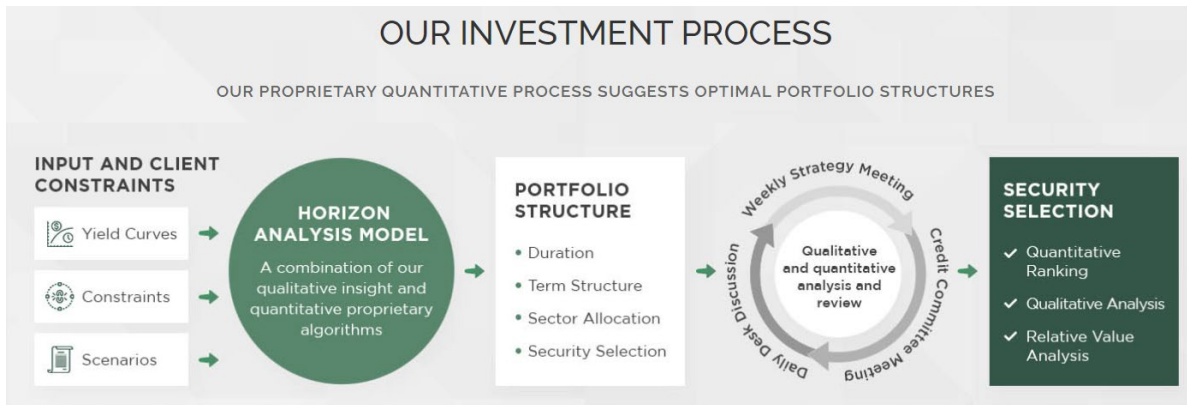 OUR INVESTMENT PROCESS
OUR PROPRIETARY QUANTITATIVE PROCESS SUGGESTS OPTIMAL PORTFOLIO STRUCTURES
INPUT AND CLIENT
CONSTRAINTS
Yield Curves
Constraints
Scenarios
HORIZON
ANALYSIS MODEL
A combination of our
qualitative insight and
quantitative proprietary
algorithms
PORTFOLIO
STRUCTURE
• Duration
• Term Structure
• Sector Allocation
• Security Selection
Weekly Strategy Meeting
Credit Committee Meeting
Daily Desk Discussion
Qualitative
and quantitative
analysis and
review
SECURITY
SELECTION
✓ Quantitative
Ranking
✓ Qualitative Analysis
✓ Relative Value
Analysis